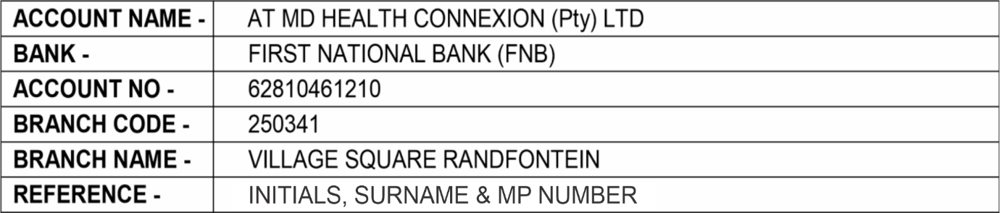 ACCOUNT NAME - AT MD HEALTH CONNEXION (Pty) LTD
BANK - FIRST NATIONAL BANK (FNB)
ACCOUNT NO - 62810461210
BRANCH CODE - 250341
BRANCH NAME - VILLAGE SQUARE RANDFONTEIN
REFERENCE - INITIALS, SURNAME & MP NUMBER